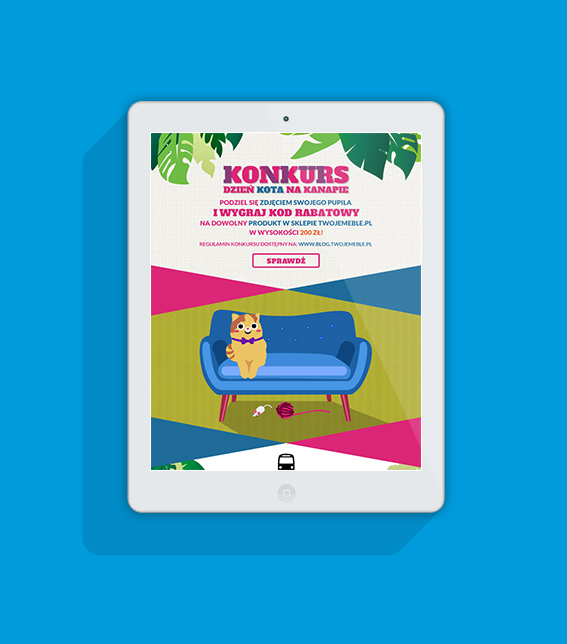 KONKURS
DZIEŃ KOTA NA KANAPIE
PODZIEL SIĘ ZDJĘCIEM SWOJEGO PUPILA
I WYGRAJ KOD RABATOWY
NA DOWOLNY PRODUKT W SKLEPIE TWOJEMEBLE.PL
W WYSOKOŚCI 200 ZŁ!
REGULAMIN KONKURSU DOSTĘPNY NA: WWW.BLOG.TWOJEMEBLE.PL
SPRAWDŹ